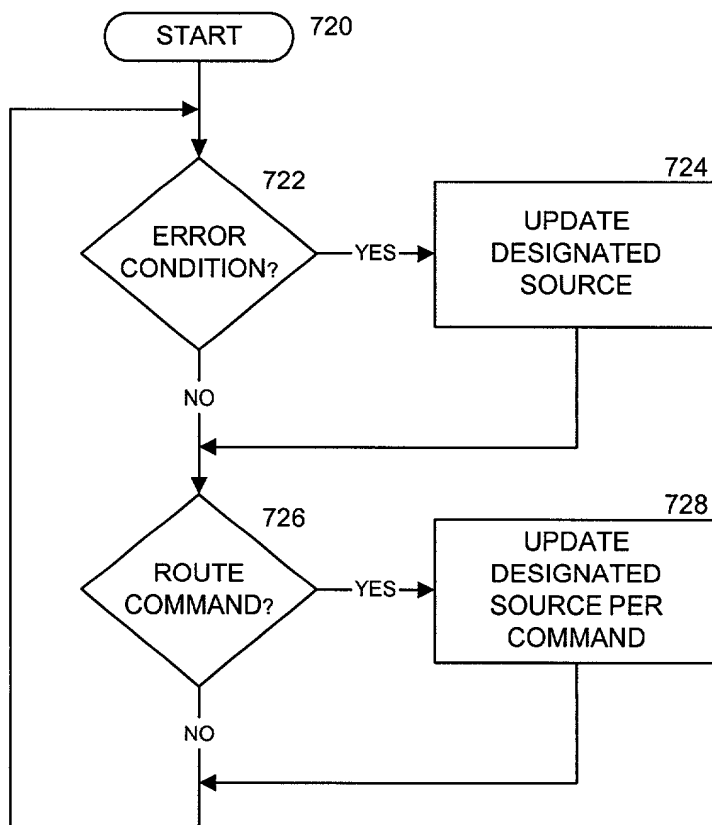 START
720
722
724
ERROR
CONDITION?
YES
UPDATE
DESIGNATED
SOURCE
NO
726
728
ROUTE
COMMAND?
YES
UPDATE
DESIGNATED
SOURCE PER
COMMAND
NO